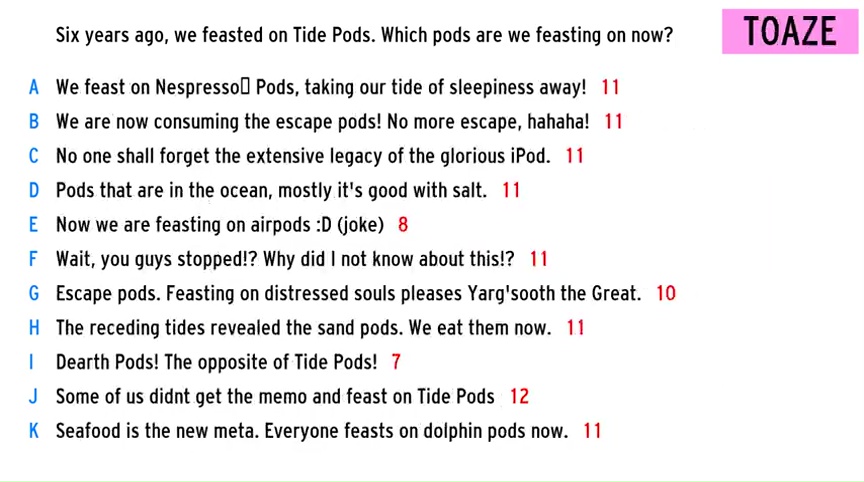 Six years ago, we feasted on Tide Pods. Which pods are we feasting on now?
TOAZE
A We feast on Nespresso▯ Pods, taking our tide of sleepiness away! 11
B We are now consuming the escape pods! No more escape, hahaha! 11
C No one shall forget the extensive legacy of the glorious iPod. 11
D Pods that are in the ocean, mostly it's good with salt. 11
E Now we are feasting on airpods :D (joke) 8
F Wait, you guys stopped!? Why did I not know about this!? 11
G Escape pods. Feasting on distressed souls pleases Yarg'sooth the Great. 10
H The receding tides revealed the sand pods. We eat them now. 11
I Dearth Pods! The opposite of Tide Pods! 7
J Some of us didnt get the memo and feast on Tide Pods 12
K Seafood is the new meta. Everyone feasts on dolphin pods now. 11